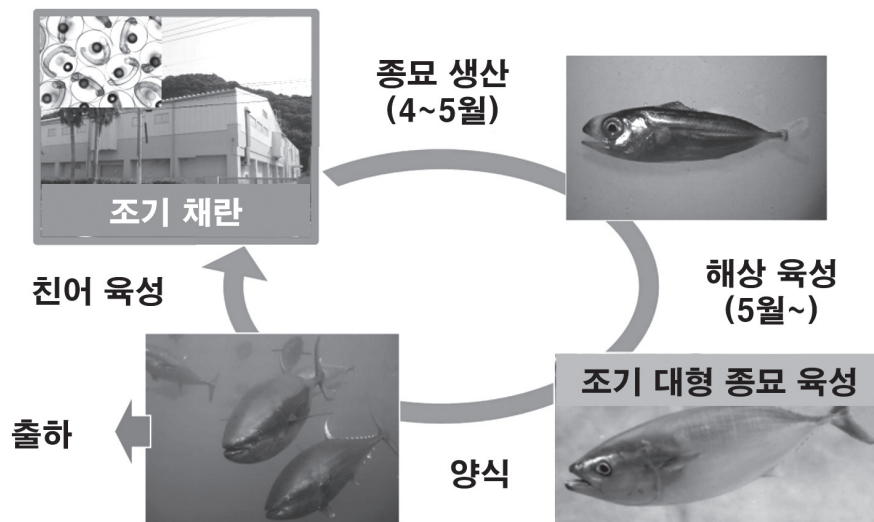 종묘 생산
(4~5월)
조기 채란
해상 육성
(5월~)
친어 육성
조기 대형 종묘 육성
출하
양식